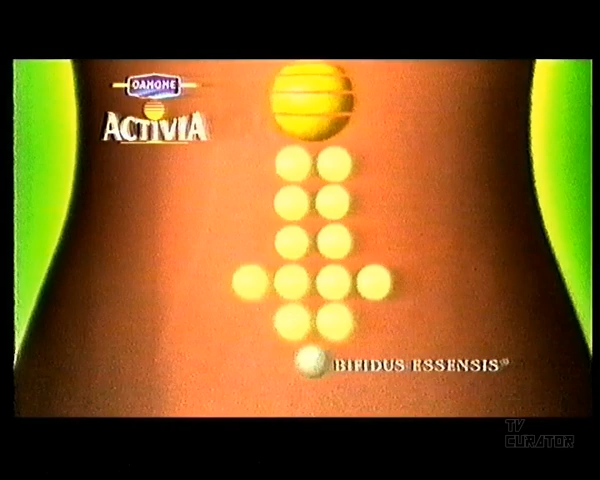 DANONE
ACTIVIA
BIFIDUS ESSENSIS®
TV
CURATOR